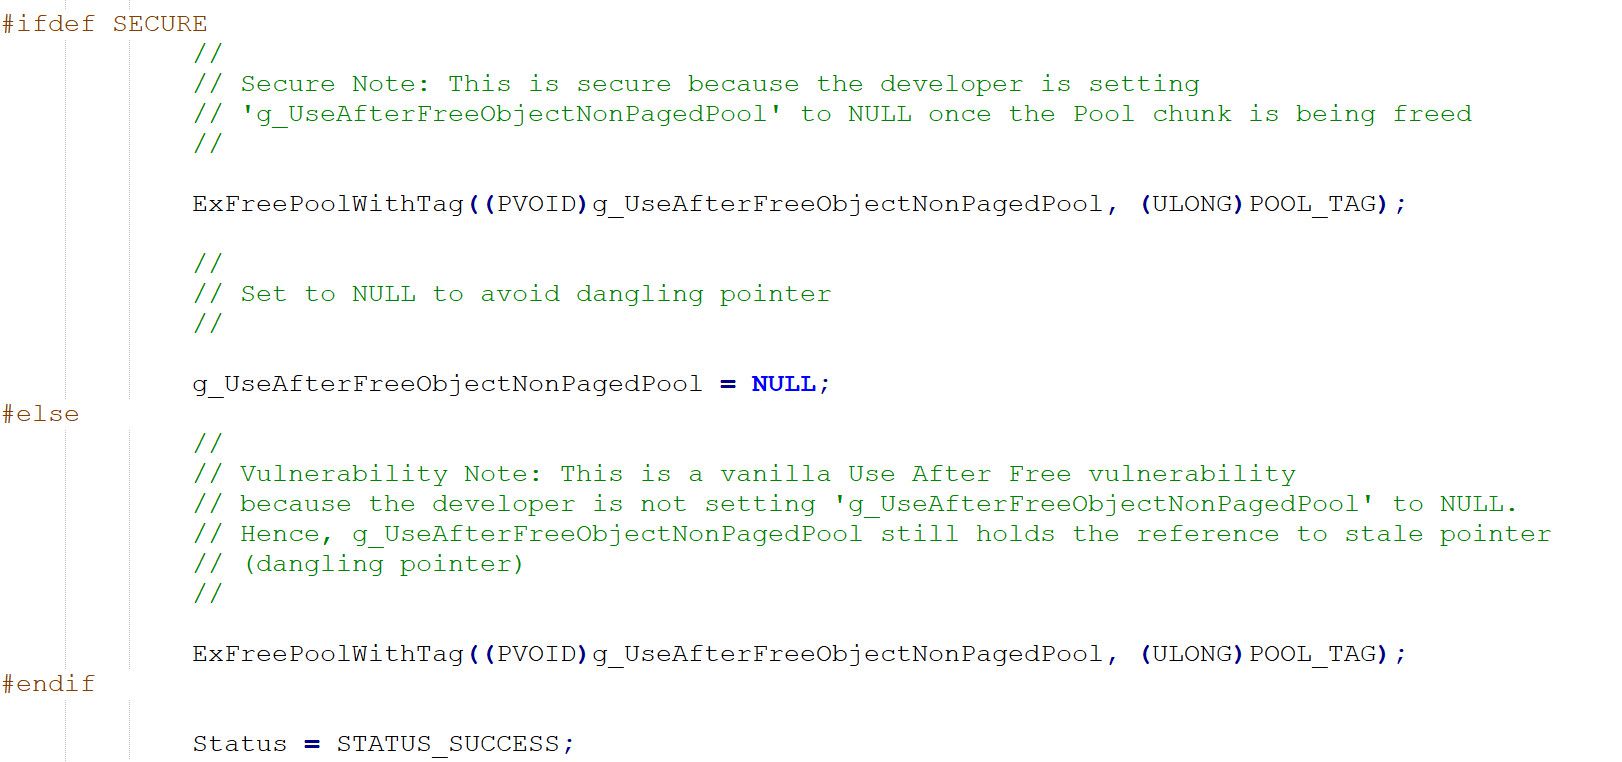 #ifdef SECURE
//
// Secure Note: This is secure because the developer is setting
// 'g_UseAfterFreeObjectNonPagedPool' to NULL once the Pool chunk is being freed
//
ExFreePoolWithTag((PVOID)g_UseAfterFreeObjectNonPagedPool, (ULONG)POOL_TAG);
//
// Set to NULL to avoid dangling pointer
//
g_UseAfterFreeObjectNonPagedPool = NULL;
#else
//
// Vulnerability Note: This is a vanilla Use After Free vulnerability
// because the developer is not setting 'g_UseAfterFreeObjectNonPagedPool' to NULL.
// Hence, g_UseAfterFreeObjectNonPagedPool still holds the reference to stale pointer
// (dangling pointer)
//
ExFreePoolWithTag((PVOID)g_UseAfterFreeObjectNonPagedPool, (ULONG)POOL_TAG);
#endif
Status = STATUS_SUCCESS;